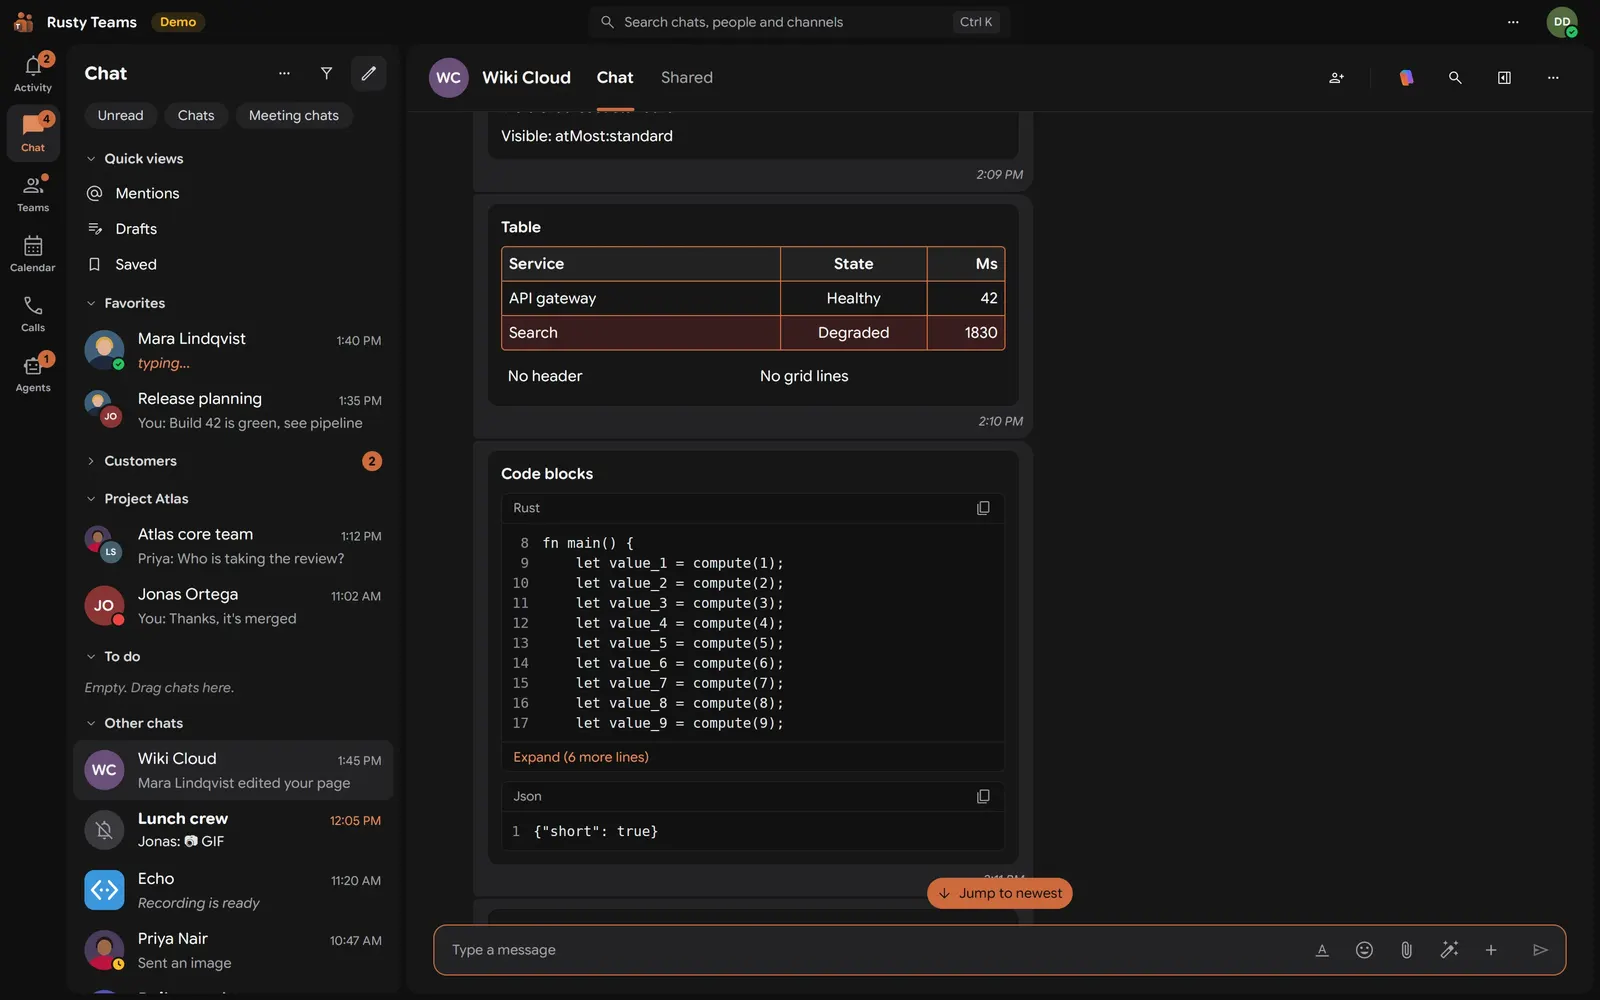 Rusty Teams
Demo
Search chats, people and channels
Ctrl K
DD
2
Activity
4
Chat
Teams
Calendar
Calls
1
Agents
Chat
Unread
Chats
Meeting chats
Quick views
Mentions
Drafts
Saved
Favorites
Mara Lindqvist
1:40 PM
typing...
Release planning
1:35 PM
JO
You: Build 42 is green, see pipeline
Customers
2
Project Atlas
Atlas core team
1:12 PM
LS
Priya: Who is taking the review?
JO
Jonas Ortega
11:02 AM
You: Thanks, it's merged
To do
Empty. Drag chats here.
Other chats
WC
Wiki Cloud
1:45 PM
Mara Lindqvist edited your page
Lunch crew
12:05 PM
Jonas: 📷 GIF
Echo
11:20 AM
Recording is ready
Priya Nair
10:47 AM
Sent an image
WC
Wiki Cloud
Chat
Shared
Visible: atMost:standard
2:09 PM
Table
Service State Ms
API gateway Healthy 42
Search Degraded 1830
No header No grid lines
2:10 PM
Code blocks
Rust
8 fn main() {
9     let value_1 = compute(1);
10     let value_2 = compute(2);
11     let value_3 = compute(3);
12     let value_4 = compute(4);
13     let value_5 = compute(5);
14     let value_6 = compute(6);
15     let value_7 = compute(7);
16     let value_8 = compute(8);
17     let value_9 = compute(9);
Expand (6 more lines)
Json
1 {"short": true}
Jump to newest
Type a message